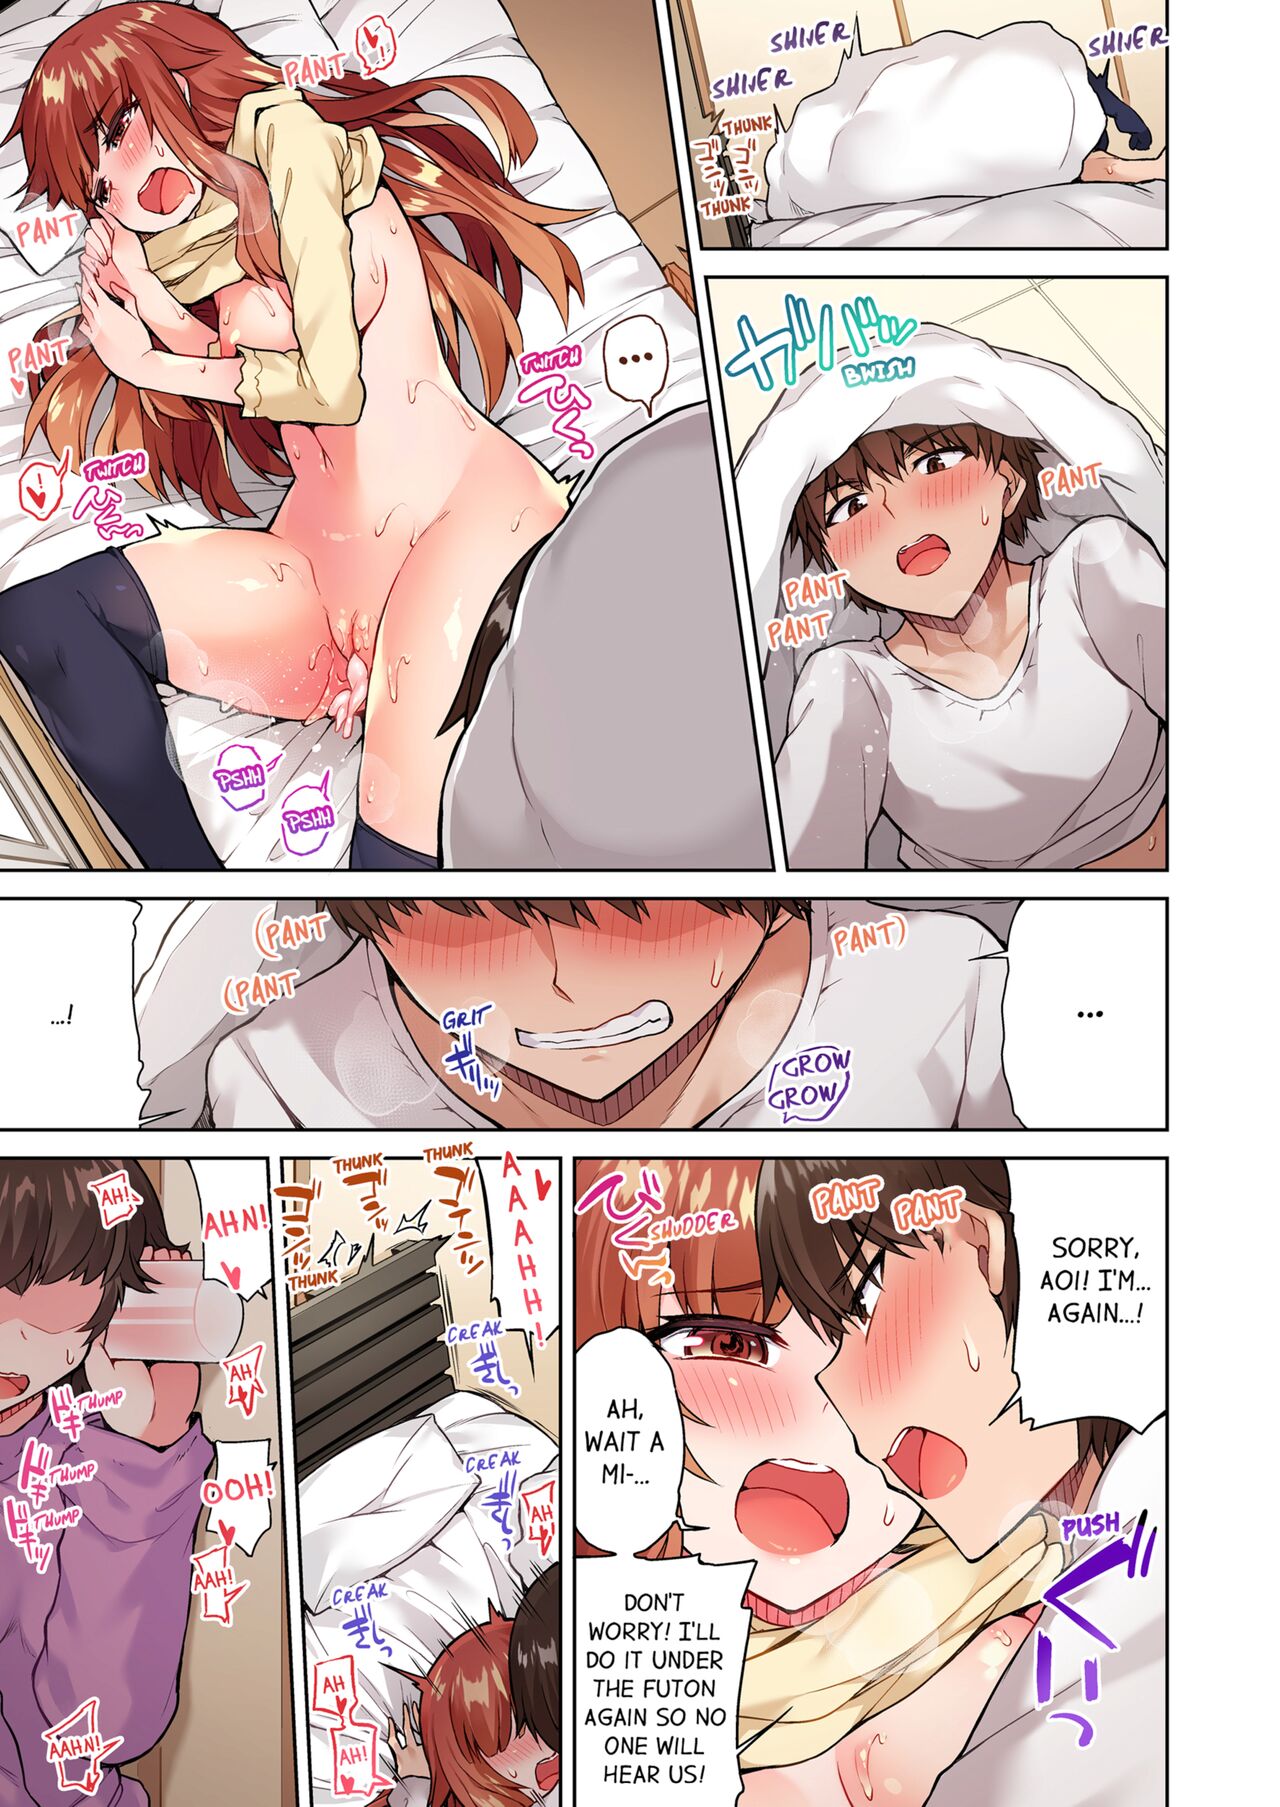 SHIVER
SHIVER
SHIVER
THUNK
ゴンッ
ゴンッ
THUNK
ガバッ
BWISH
PANT
PANT
PANT
PANT
PANT
PANT
...
TWITCH
TWITCH
PSHH
PSHH
...
PANT)
(PANT
(PANT
GRIT
GROW
GROW
...!
SORRY,
AOI! I'M...
AGAIN...!
PANT
PANT
SHUDDER
AH,
WAIT A
MI-...
PUSH
DON'T
WORRY! I'LL
DO IT UNDER
THE FUTON
AGAIN SO NO
ONE WILL
HEAR US!
AAAHH!
THUNK
THUNK
THUNK
CREAK
CREAK
CREAK
AH
AH
AH!
AH!
AHN!
AH
OOH!
AAH!
AAHN!
THUMP
THUMP
THUMP